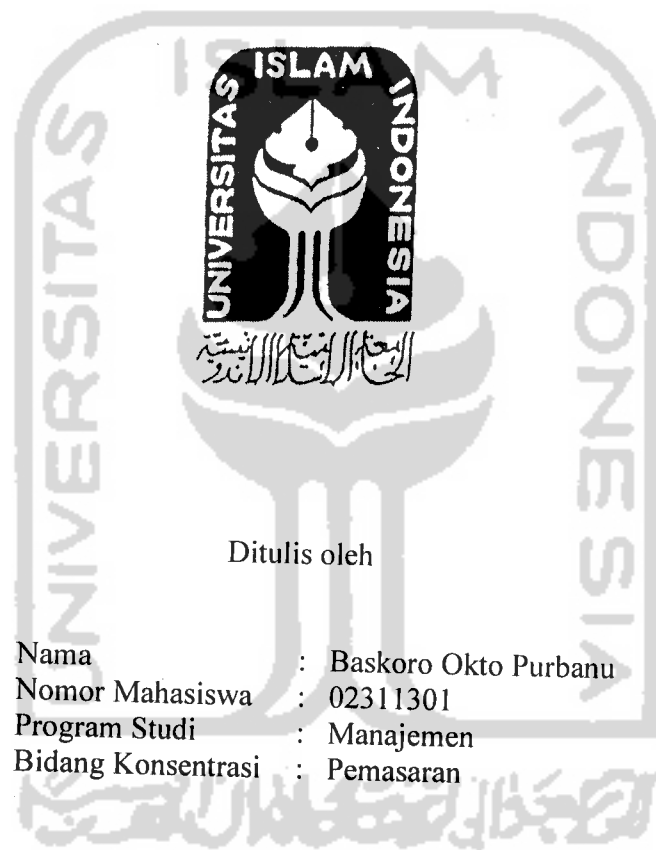 UNIVERSITAS ISLAM INDONESIA
Ditulis oleh
Nama : Baskoro Okto Purbanu
Nomor Mahasiswa : 02311301
Program Studi : Manajemen
Bidang Konsentrasi : Pemasaran